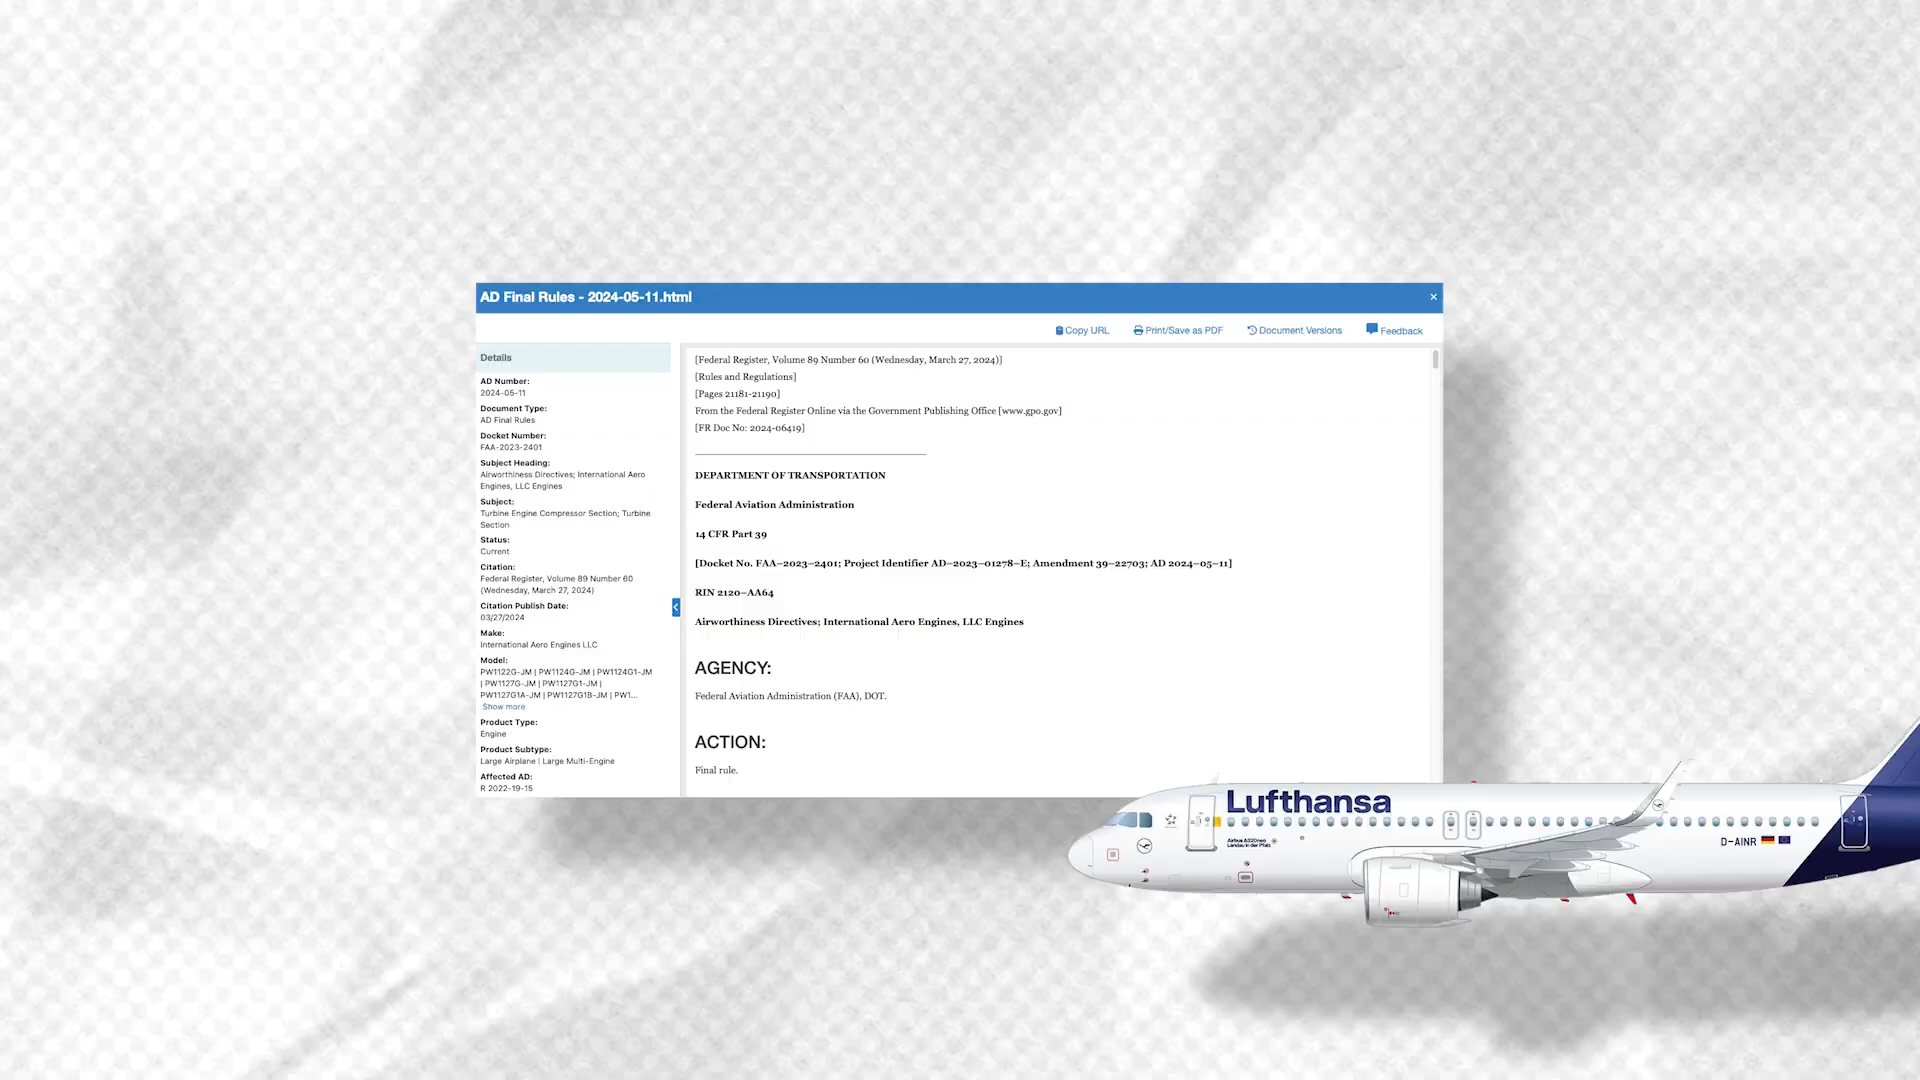 AD Final Rules - 2024-05-11.html
Copy URL
Print/Save as PDF
Document Versions
Feedback
Details
AD Number:
2024-05-11
Document Type:
AD Final Rules
Docket Number:
FAA-2023-2401
Subject Heading:
Airworthiness Directives; International Aero
Engines, LLC Engines
Subject:
Turbine Engine Compressor Section; Turbine
Section
Status:
Current
Citation:
Federal Register, Volume 89 Number 60
(Wednesday, March 27, 2024)
Citation Publish Date:
03/27/2024
Make:
International Aero Engines LLC
Model:
PW1122G-JM | PW1124G-JM | PW1124G1-JM
| PW1127G-JM | PW1127G1-JM |
PW1127G1A-JM | PW1127G1B-JM | PW1...
Show more
Product Type:
Engine
Product Subtype:
Large Airplane | Large Multi-Engine
Affected AD:
R 2022-19-15
[Federal Register, Volume 89 Number 60 (Wednesday, March 27, 2024)]
[Rules and Regulations]
[Pages 21181-21190]
From the Federal Register Online via the Government Publishing Office [www.gpo.gov]
[FR Doc No: 2024-06419]
DEPARTMENT OF TRANSPORTATION
Federal Aviation Administration
14 CFR Part 39
[Docket No. FAA–2023–2401; Project Identifier AD–2023–01278–E; Amendment 39–22703; AD 2024–05–11]
RIN 2120–AA64
Airworthiness Directives; International Aero Engines, LLC Engines
AGENCY:
Federal Aviation Administration (FAA), DOT.
ACTION:
Final rule.
Lufthansa
Airbus A320neo
Landau in der Pfalz
D-AINR